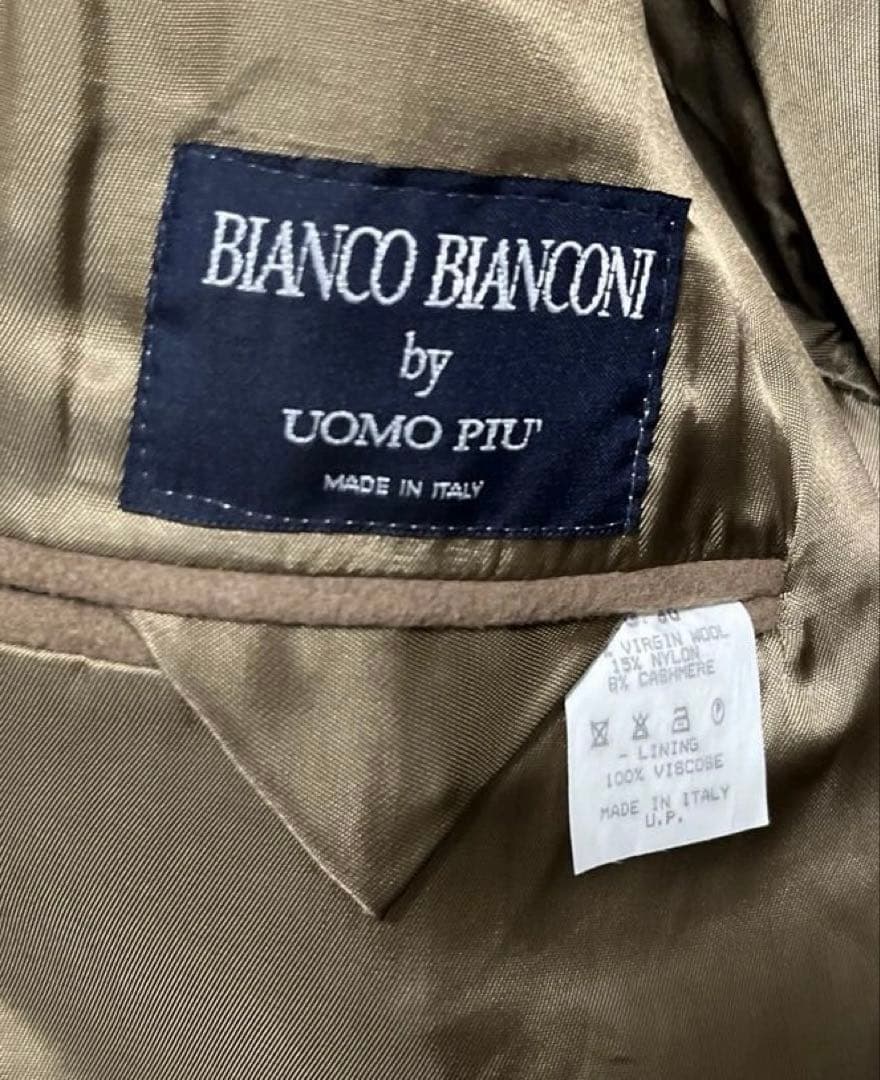 BIANCO BIANCONI
by
UOMO PIU'
MADE IN ITALY
- VIRGIN WOOL
15% NYLON
8% CASHMERE
- LINING
100% VISCOSE
MADE IN ITALY
U.P.